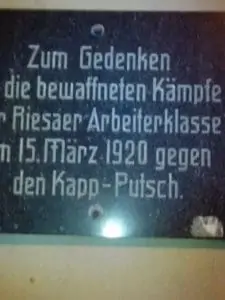 Zum Gedenken
die bewaffneten Kämpfe
r Riesaer Arbeiterklasse
m 15. März 1920 gegen
den Kapp-Putsch.